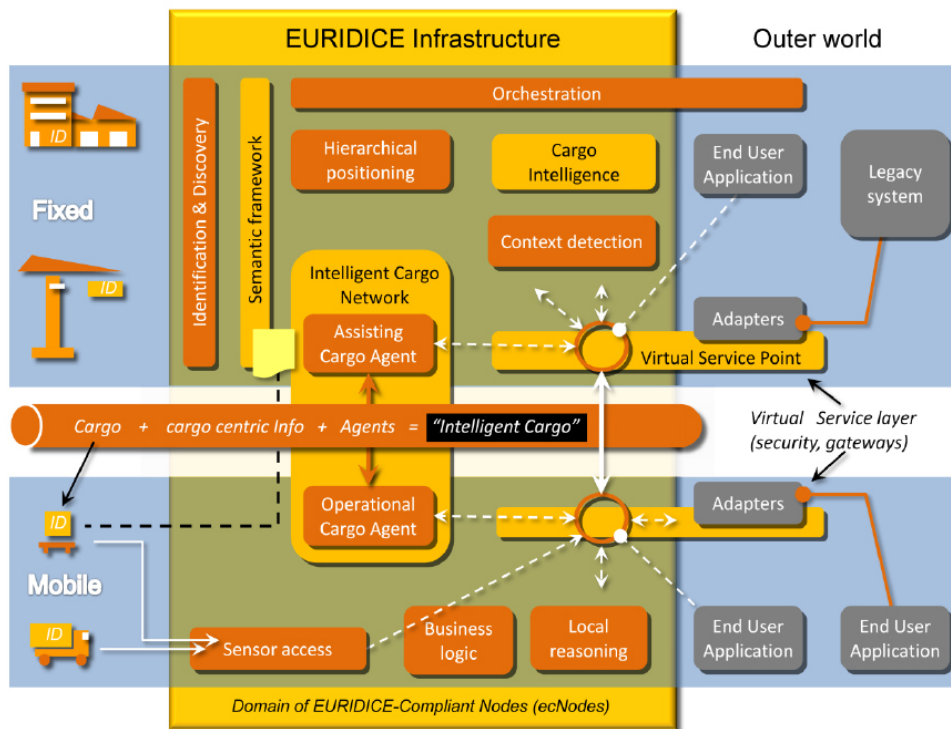 EURIDICE Infrastructure
Outer world
Orchestration
ID
Fixed
ID
Identification & Discovery
Semantic framework
Hierarchical
positioning
Cargo
Intelligence
End User
Application
Legacy
system
Context detection
Intelligent Cargo
Network
Assisting
Cargo Agent
Adapters
Virtual Service Point
Cargo + cargo centric Info + Agents = "Intelligent Cargo"
Virtual Service layer
(security, gateways)
Operational
Cargo Agent
Adapters
ID
Mobile
ID
Sensor access
Business
logic
Local
reasoning
End User
Application
End User
Application
Domain of EURIDICE-Compliant Nodes (ecNodes)